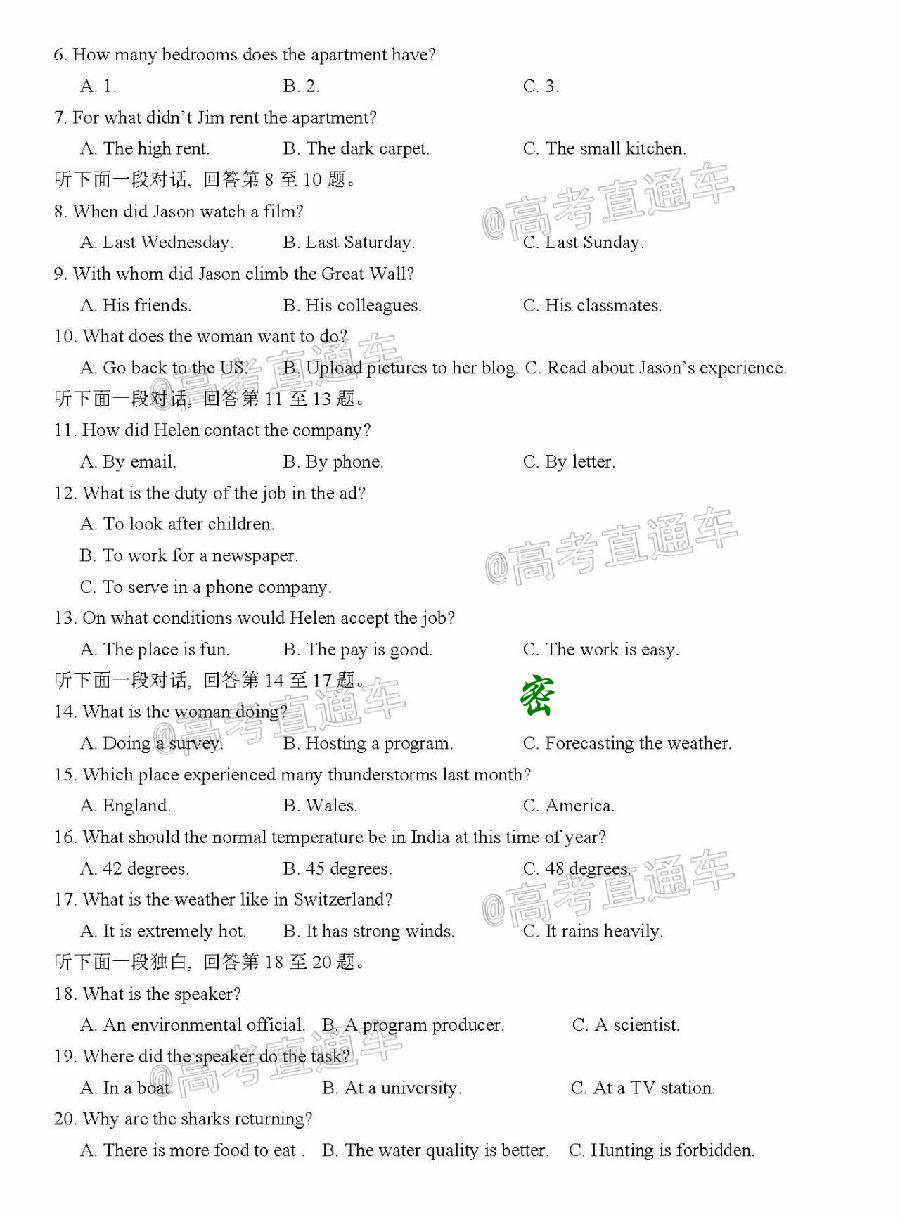 6. How many bedrooms does the apartment have?
A. 1. B. 2. C. 3.
7. For what didn't Jim rent the apartment?
A. The high rent. B. The dark carpet. C. The small kitchen.
听下面一段对话, 回答第 8 至 10 题。
@高考直通车
8. When did Jason watch a film?
A. Last Wednesday. B. Last Saturday. C. Last Sunday.
9. With whom did Jason climb the Great Wall?
A. His friends. B. His colleagues. C. His classmates.
10. What does the woman want to do?
@高考直通车
A. Go back to the US. B. Upload pictures to her blog. C. Read about Jason's experience.
听下面一段对话, 回答第 11 至 13 题。
11. How did Helen contact the company?
A. By email. B. By phone. C. By letter.
12. What is the duty of the job in the ad?
A. To look after children.
@高考直通车
B. To work for a newspaper.
C. To serve in a phone company.
13. On what conditions would Helen accept the job?
A. The place is fun. B. The pay is good. C. The work is easy.
听下面一段对话, 回答第 14 至 17 题。
密
14. What is the woman doing?
@高考直通车
A. Doing a survey. B. Hosting a program. C. Forecasting the weather.
15. Which place experienced many thunderstorms last month?
A. England. B. Wales. C. America.
16. What should the normal temperature be in India at this time of year?
A. 42 degrees. B. 45 degrees. C. 48 degrees.
@高考直通车
17. What is the weather like in Switzerland?
A. It is extremely hot. B. It has strong winds. C. It rains heavily.
听下面一段独白, 回答第 18 至 20 题。
18. What is the speaker?
A. An environmental official. B. A program producer. C. A scientist.
19. Where did the speaker do the task?
@高考直通车
A. In a boat. B. At a university. C. At a TV station.
20. Why are the sharks returning?
A. There is more food to eat . B. The water quality is better. C. Hunting is forbidden.